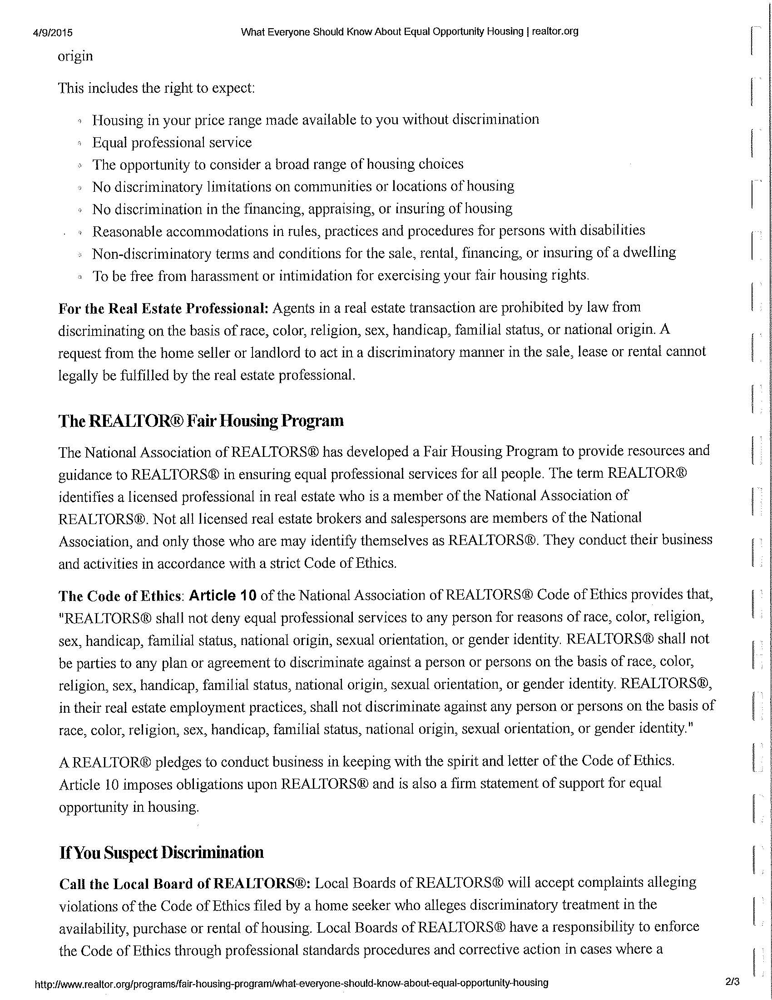 4/9/2015
What Everyone Should Know About Equal Opportunity Housing | realtor.org
origin
This includes the right to expect:
Housing in your price range made available to you without discrimination
Equal professional service
The opportunity to consider a broad range of housing choices
No discriminatory limitations on communities or locations of housing
No discrimination in the financing, appraising, or insuring of housing
Reasonable accommodations in rules, practices and procedures for persons with disabilities
Non-discriminatory terms and conditions for the sale, rental, financing, or insuring of a dwelling
To be free from harassment or intimidation for exercising your fair housing rights.
For the Real Estate Professional: Agents in a real estate transaction are prohibited by law from
discriminating on the basis of race, color, religion, sex, handicap, familial status, or national origin. A
request from the home seller or landlord to act in a discriminatory manner in the sale, lease or rental cannot
legally be fulfilled by the real estate professional.
The REALTOR® Fair Housing Program
The National Association of REALTORS® has developed a Fair Housing Program to provide resources and
guidance to REALTORS® in ensuring equal professional services for all people. The term REALTOR®
identifies a licensed professional in real estate who is a member of the National Association of
REALTORS®. Not all licensed real estate brokers and salespersons are members of the National
Association, and only those who are may identify themselves as REALTORS®. They conduct their business
and activities in accordance with a strict Code of Ethics.
The Code of Ethics: Article 10 of the National Association of REALTORS® Code of Ethics provides that,
"REALTORS® shall not deny equal professional services to any person for reasons of race, color, religion,
sex, handicap, familial status, national origin, sexual orientation, or gender identity. REALTORS® shall not
be parties to any plan or agreement to discriminate against a person or persons on the basis of race, color,
religion, sex, handicap, familial status, national origin, sexual orientation, or gender identity. REALTORS®,
in their real estate employment practices, shall not discriminate against any person or persons on the basis of
race, color, religion, sex, handicap, familial status, national origin, sexual orientation, or gender identity."
A REALTOR® pledges to conduct business in keeping with the spirit and letter of the Code of Ethics.
Article 10 imposes obligations upon REALTORS® and is also a firm statement of support for equal
opportunity in housing.
If You Suspect Discrimination
Call the Local Board of REALTORS®: Local Boards of REALTORS® will accept complaints alleging
violations of the Code of Ethics filed by a home seeker who alleges discriminatory treatment in the
availability, purchase or rental of housing. Local Boards of REALTORS® have a responsibility to enforce
the Code of Ethics through professional standards procedures and corrective action in cases where a
http://www.realtor.org/programs/fair-housing-program/what-everyone-should-know-about-equal-opportunity-housing
2/3